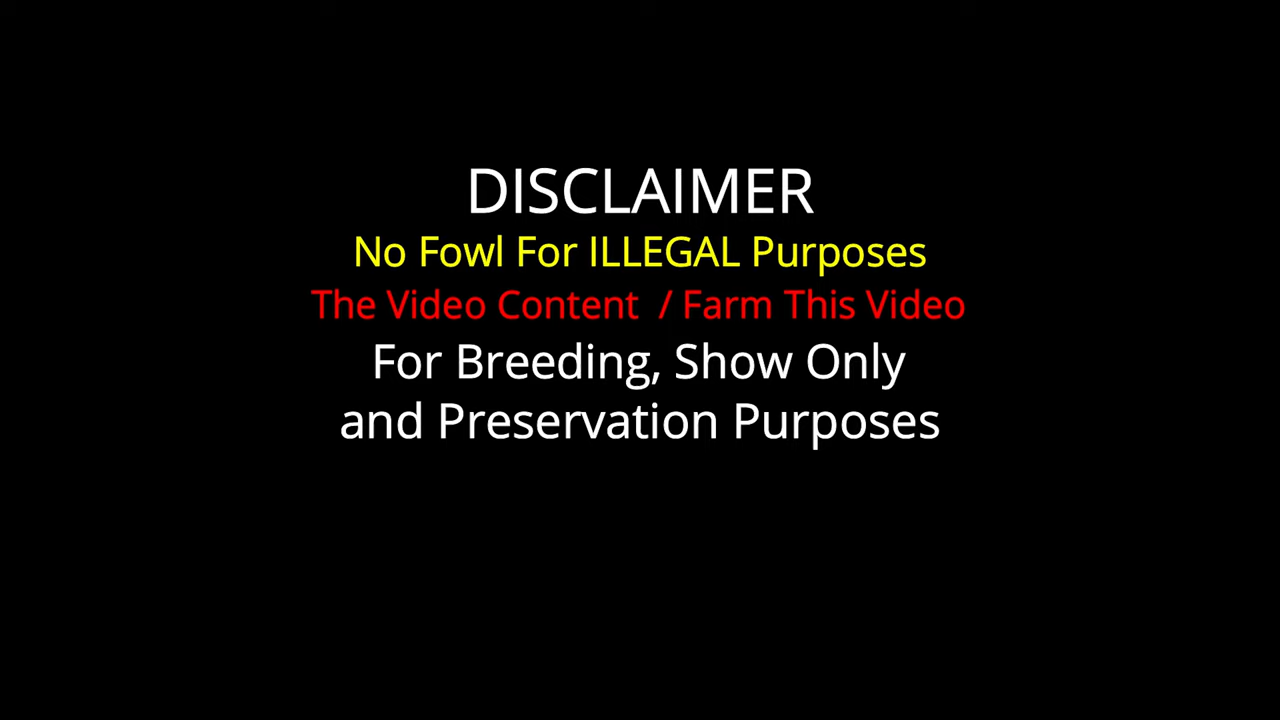 DISCLAIMER
No Fowl For ILLEGAL Purposes
The Video Content / Farm This Video
For Breeding, Show Only
and Preservation Purposes